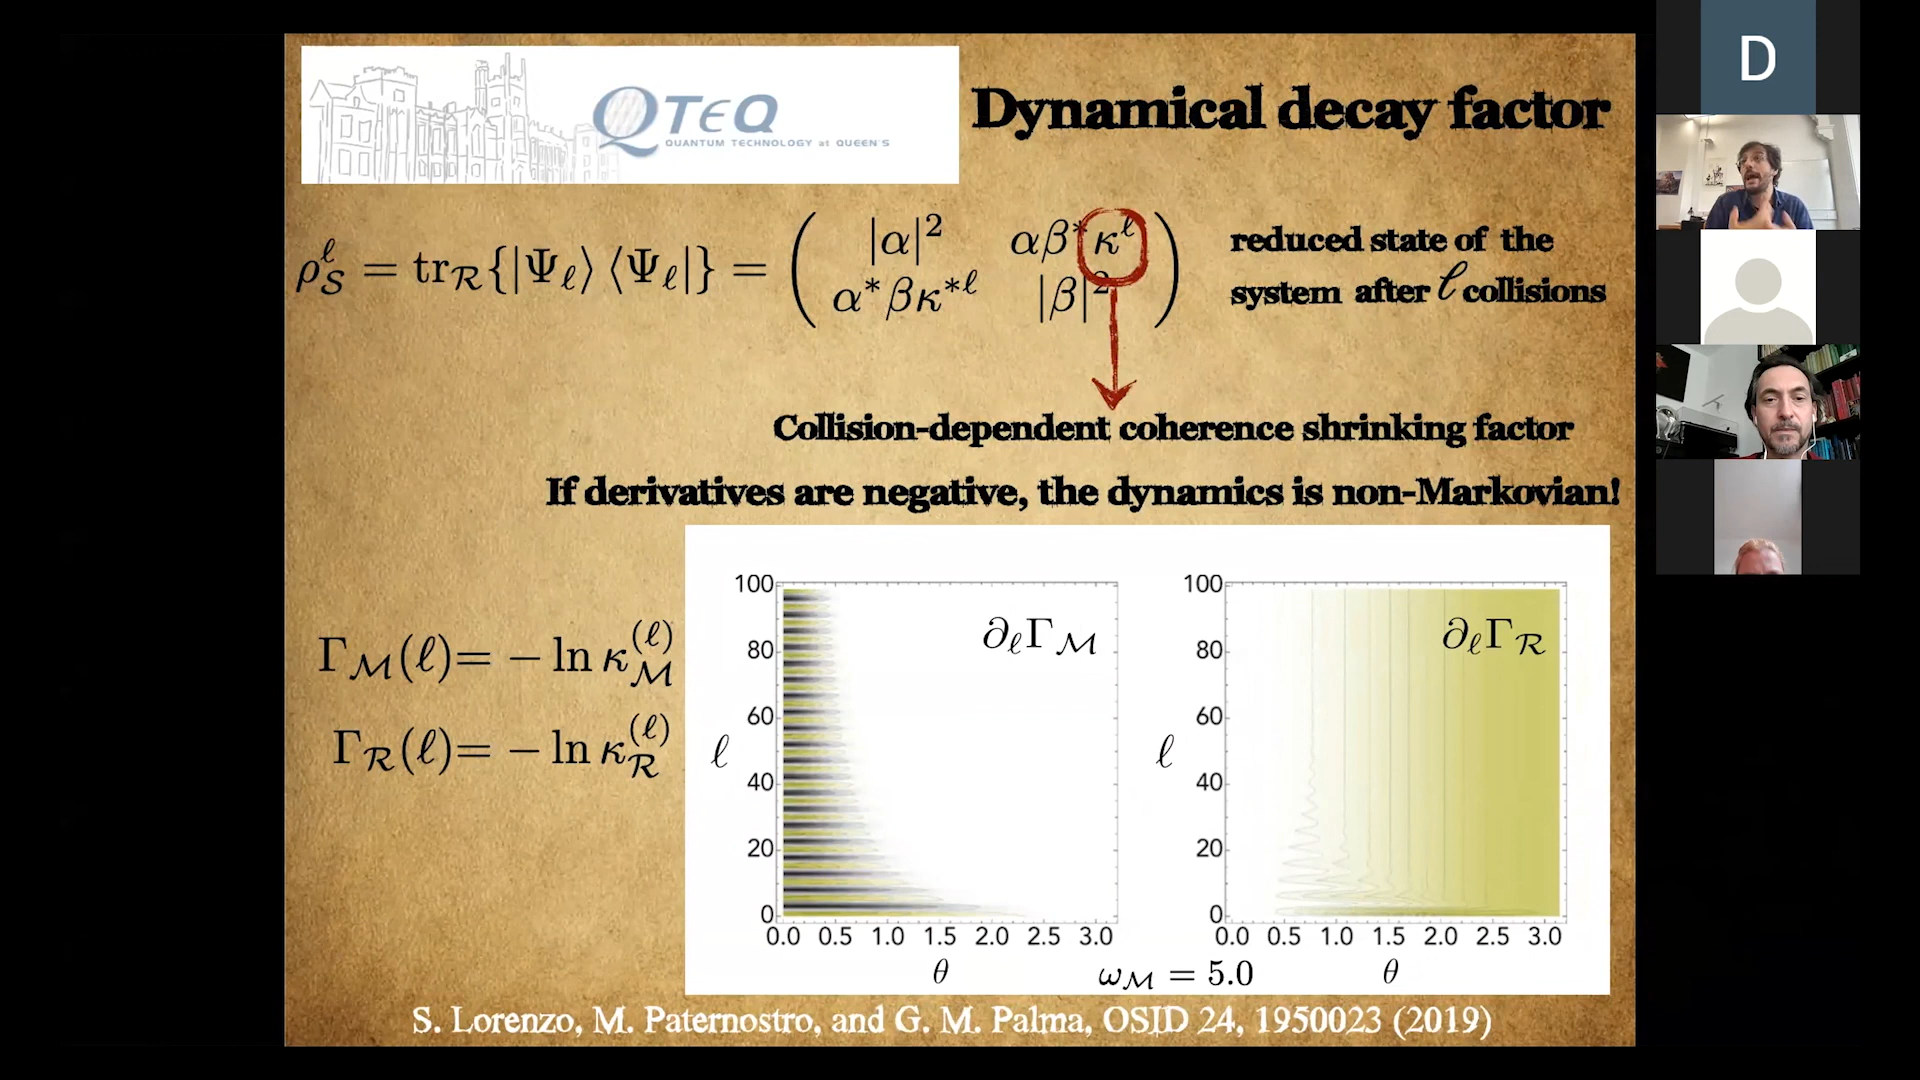 QTEQ
QUANTUM TECHNOLOGY at QUEEN'S
Dynamical decay factor
ρ_S^ℓ = tr_R{|Ψ_ℓ⟩ ⟨Ψ_ℓ|} = ( |α|² αβ*κ^ℓ
α*βκ*^ℓ |β|² )
reduced state of the
system after ℓ collisions
Collision-dependent coherence shrinking factor
If derivatives are negative, the dynamics is non-Markovian!
Γ_M(ℓ)= − ln κ_M^(ℓ)
Γ_R(ℓ)= − ln κ_R^(ℓ)
∂_ℓΓ_M
100
80
60
40
20
0
ℓ
0.0 0.5 1.0 1.5 2.0 2.5 3.0
θ
∂_ℓΓ_R
100
80
60
40
20
0
ℓ
0.0 0.5 1.0 1.5 2.0 2.5 3.0
θ
ω_M = 5.0
S. Lorenzo, M. Paternostro, and G. M. Palma, OSID 24, 1950023 (2019)
D